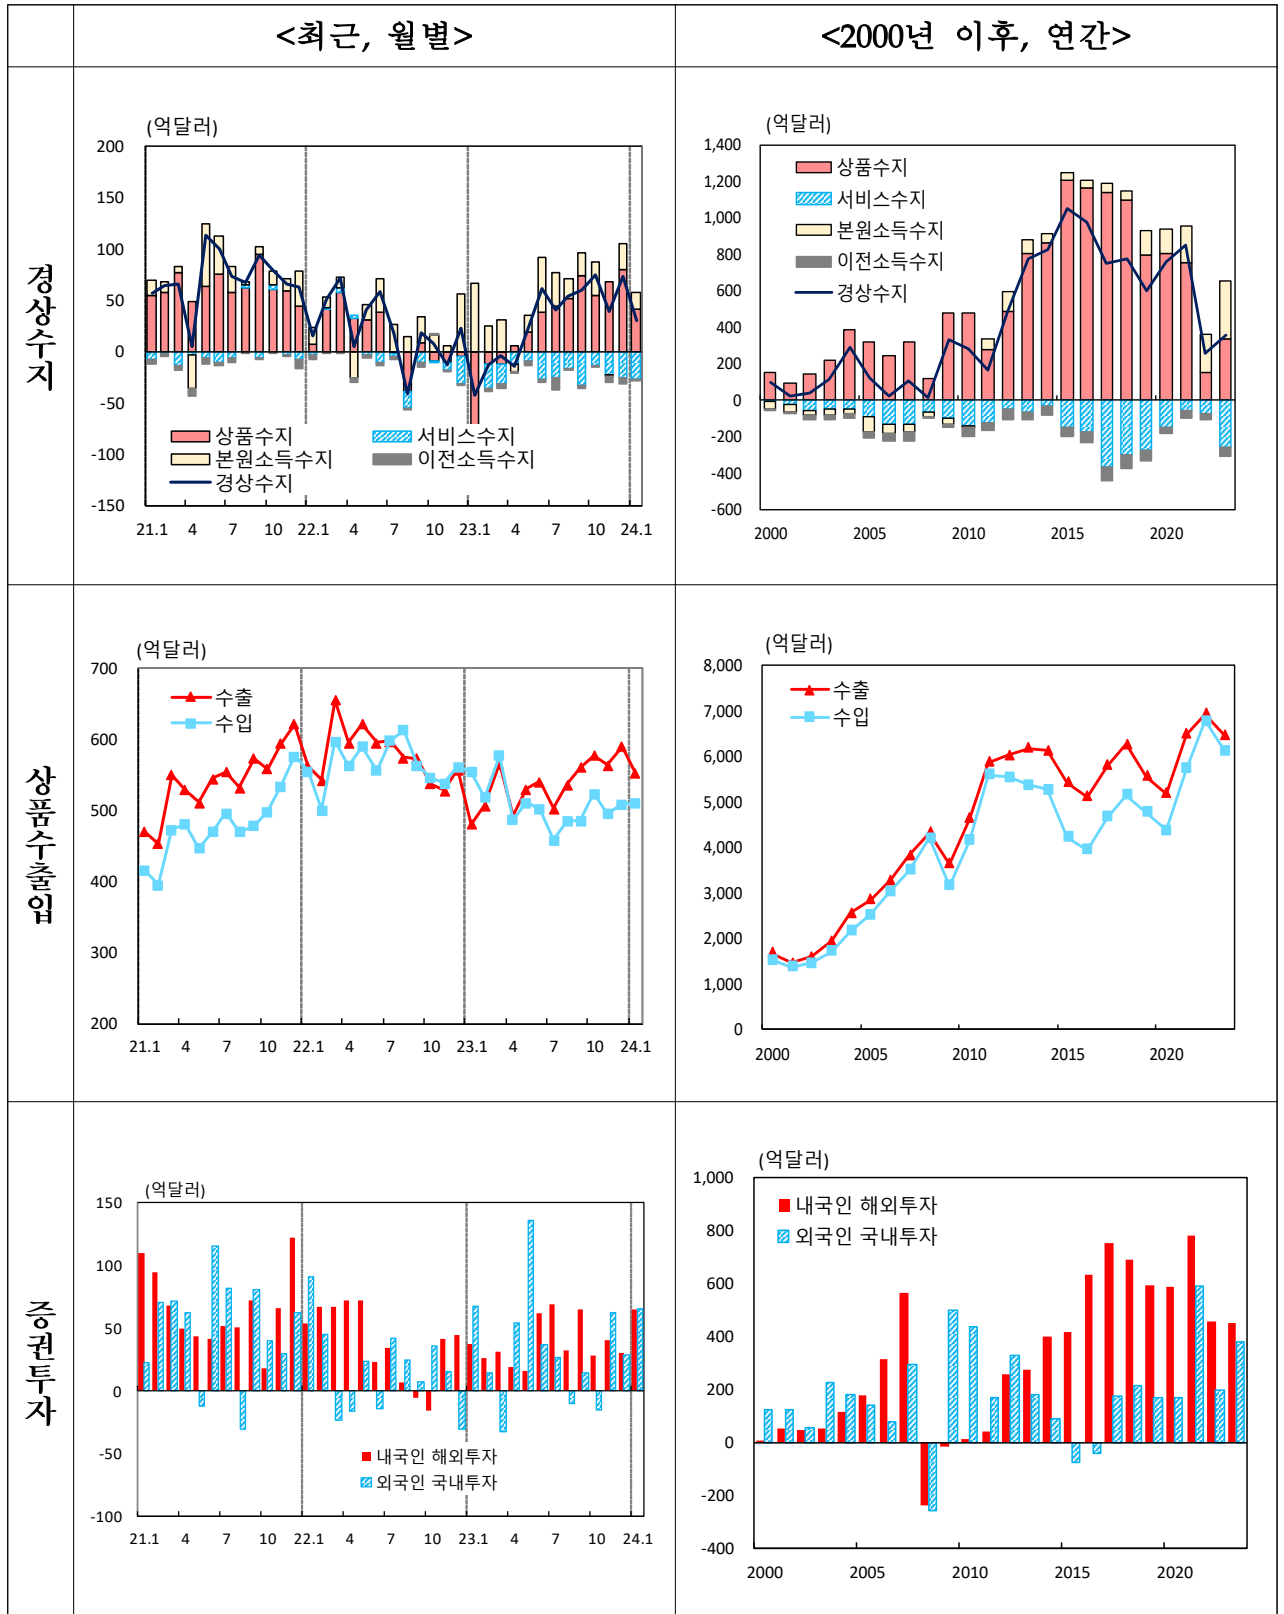 <최근, 월별>
<2000년 이후, 연간>
경상수지
(억달러)
200
150
100
50
0
-50
-100
-150
상품수지
서비스수지
본원소득수지
이전소득수지
경상수지
21.1 4 7 10 22.1 4 7 10 23.1 4 7 10 24.1
(억달러)
1,400
1,200
1,000
800
600
400
200
0
-200
-400
-600
상품수지
서비스수지
본원소득수지
이전소득수지
경상수지
2000 2005 2010 2015 2020
상품수출입
(억달러)
700
600
500
400
300
200
수출
수입
21.1 4 7 10 22.1 4 7 10 23.1 4 7 10 24.1
(억달러)
8,000
7,000
6,000
5,000
4,000
3,000
2,000
1,000
0
수출
수입
2000 2005 2010 2015 2020
증권투자
(억달러)
150
100
50
0
-50
-100
내국인 해외투자
외국인 국내투자
21.1 4 7 10 22.1 4 7 10 23.1 4 7 10 24.1
(억달러)
1,000
800
600
400
200
0
-200
-400
내국인 해외투자
외국인 국내투자
2000 2005 2010 2015 2020